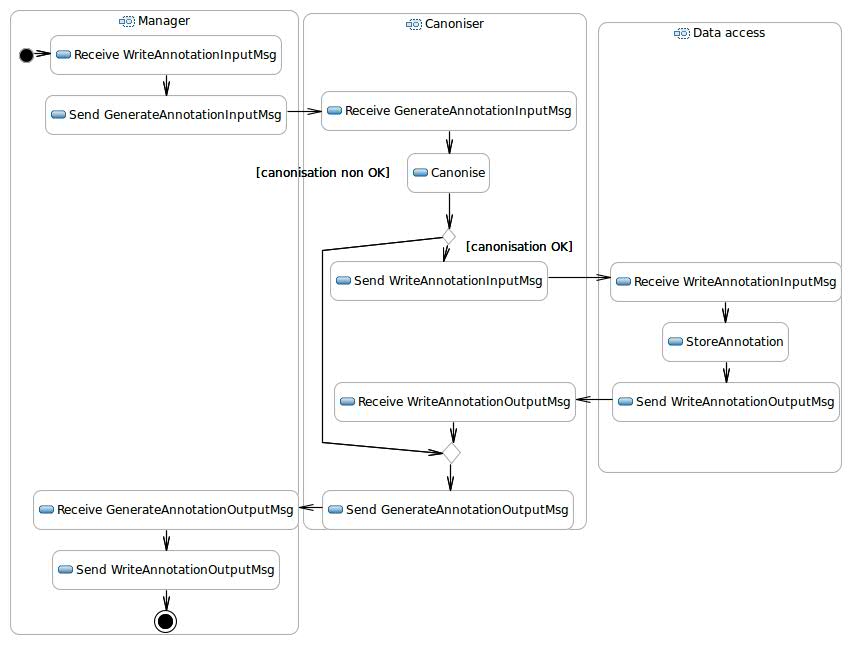 Manager
Canoniser
Data access
Receive WriteAnnotationInputMsg
Send GenerateAnnotationInputMsg
Receive GenerateAnnotationInputMsg
[canonisation non OK]
Canonise
[canonisation OK]
Send WriteAnnotationInputMsg
Receive WriteAnnotationInputMsg
StoreAnnotation
Receive WriteAnnotationOutputMsg
Send WriteAnnotationOutputMsg
Receive GenerateAnnotationOutputMsg
Send GenerateAnnotationOutputMsg
Send WriteAnnotationOutputMsg